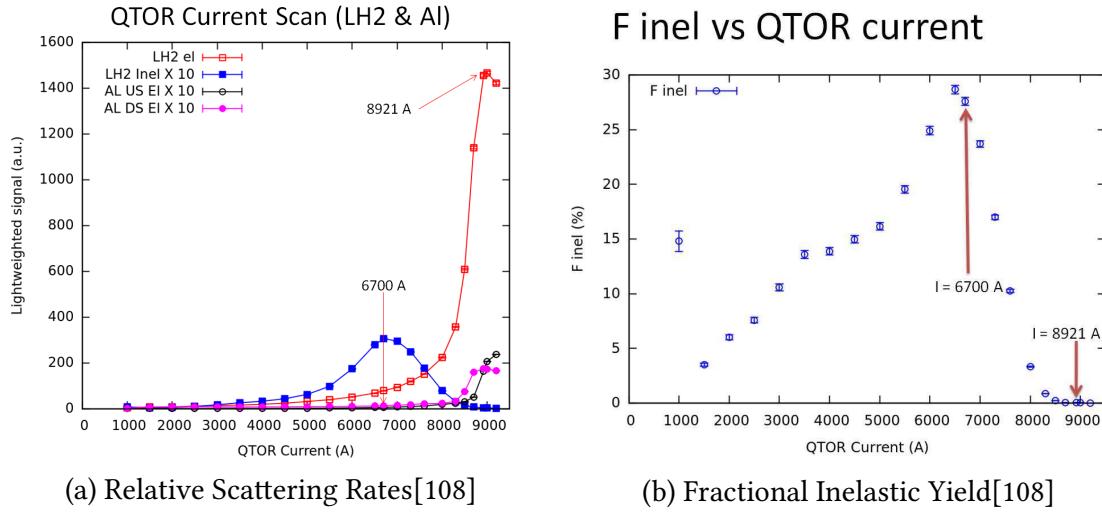 QTOR Current Scan (LH2 & Al)
1600
1400
1200
1000
800
600
400
200
0
Lightweighted signal (a.u.)
LH2 el
LH2 Inel X 10
AL US El X 10
AL DS El X 10
8921 A
6700 A
1000 2000 3000 4000 5000 6000 7000 8000 9000
QTOR Current (A)
(a) Relative Scattering Rates[108]
F inel vs QTOR current
30
25
20
15
10
5
0
F inel (%)
F inel
I = 6700 A
I = 8921 A
1000 2000 3000 4000 5000 6000 7000 8000 9000
QTOR Current (A)
(b) Fractional Inelastic Yield[108]